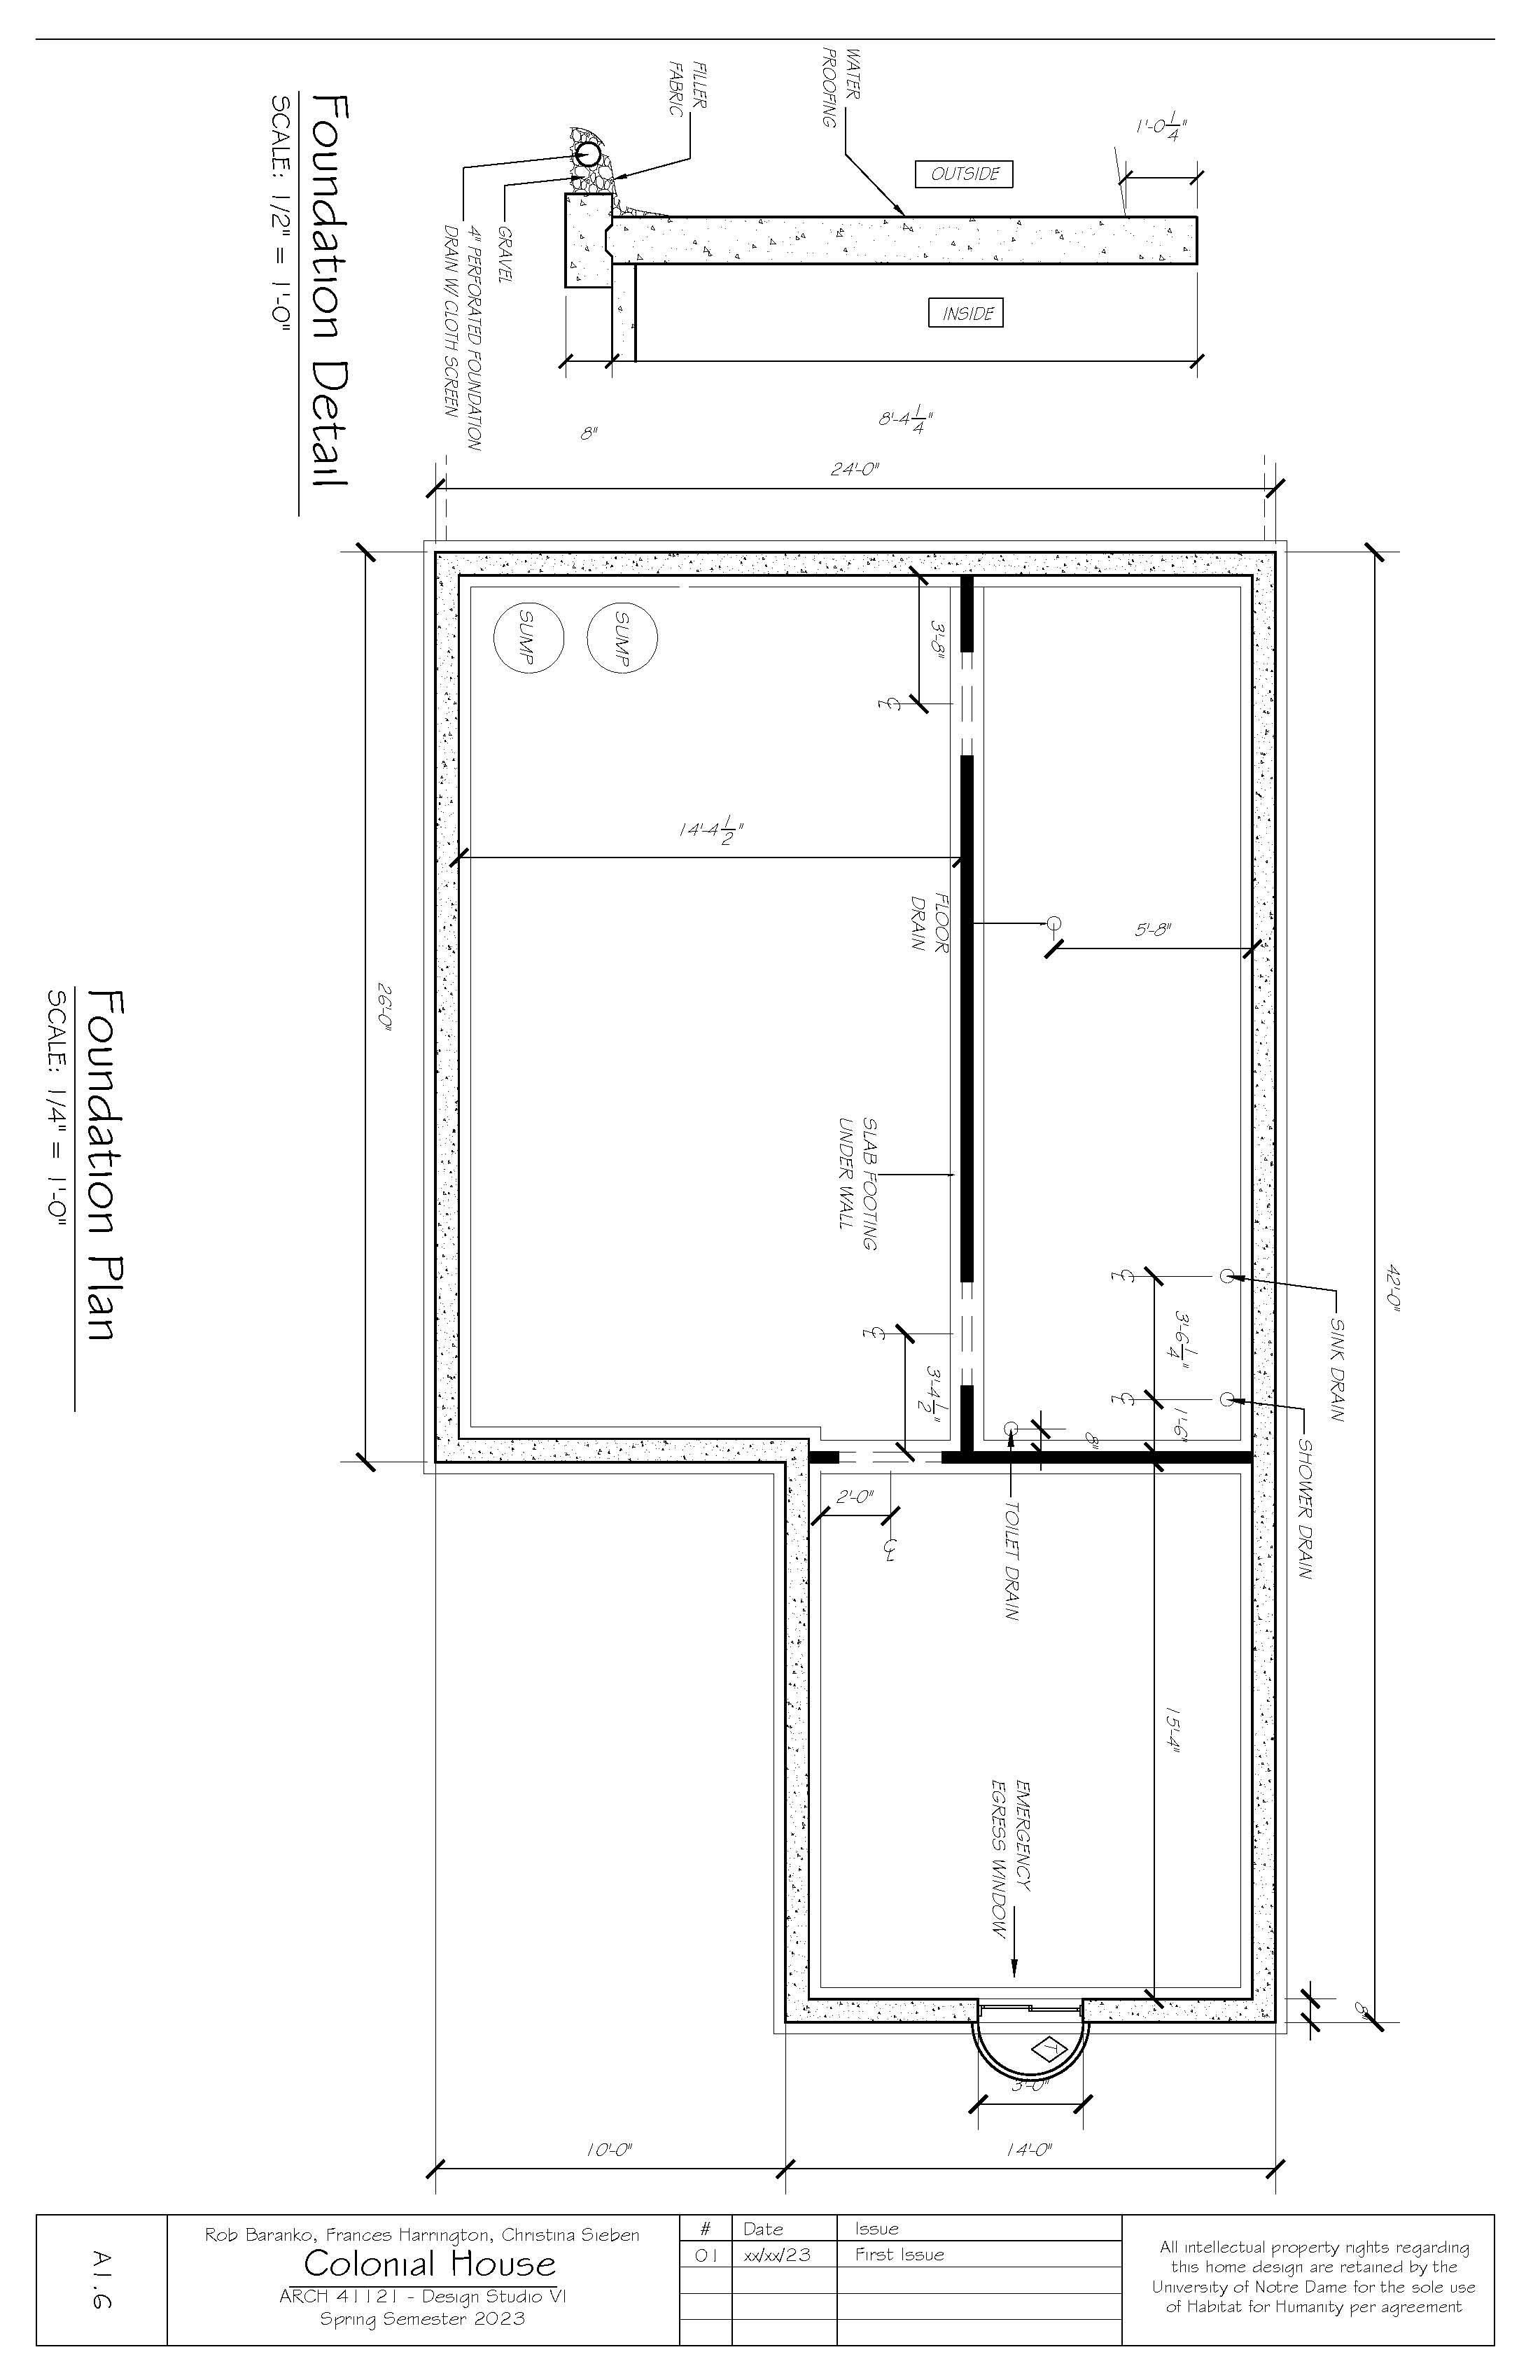 42'-0"
8"
SINK DRAIN
SHOWER DRAIN
3'-6 1/4"
1'-6"
15'-4"
5'-8"
8"
TOILET DRAIN
EMERGENCY
EGRESS WINDOW
T
3'-0"
14'-0"
10'-0"
24'-0"
3'-8"
FLOOR
DRAIN
3'-4 1/2"
SLAB FOOTING
UNDER WALL
2'-0"
14'-4 1/2"
SUMP
SUMP
26'-0"
Foundation Plan
SCALE: 1/4" = 1'-0"
1'-0 1/4"
OUTSIDE
INSIDE
8'-4 1/4"
WATER
PROOFING
FILLER
FABRIC
8"
GRAVEL
4" PERFORATED FOUNDATION
DRAIN W/ CLOTH SCREEN
Foundation Detail
SCALE: 1/2" = 1'-0"
All intellectual property rights regarding
this home design are retained by the
University of Notre Dame for the sole use
of Habitat for Humanity per agreement
# Date Issue
01 xx/xx/23 First Issue
Rob Baranko, Frances Harrington, Christina Sieben
Colonial House
ARCH 41121 - Design Studio VI
Spring Semester 2023
A1.6